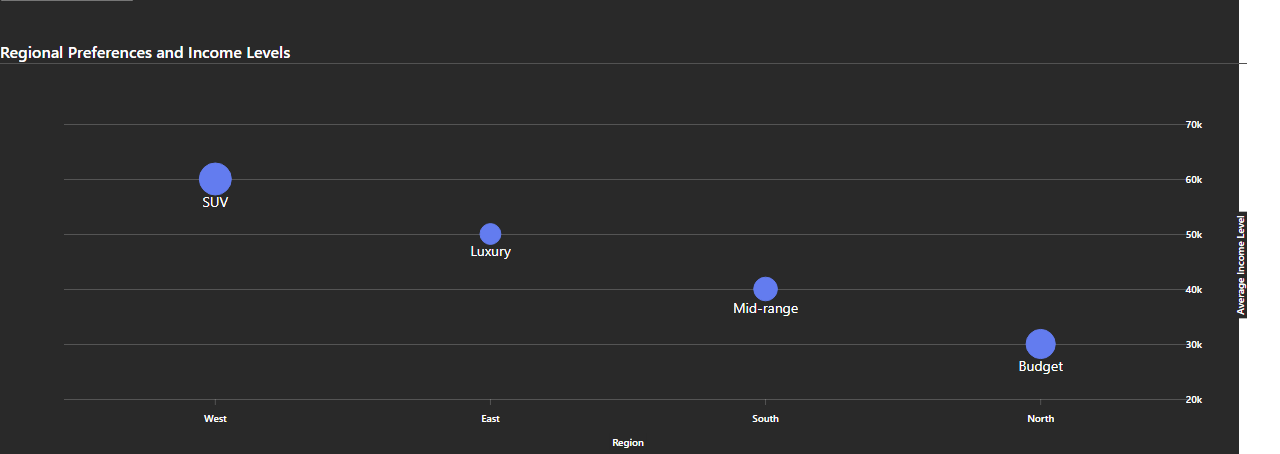 Regional Preferences and Income Levels
70k
60k
SUV
50k
Luxury
Average Income Level
40k
Mid-range
30k
Budget
20k
West East South North
Region